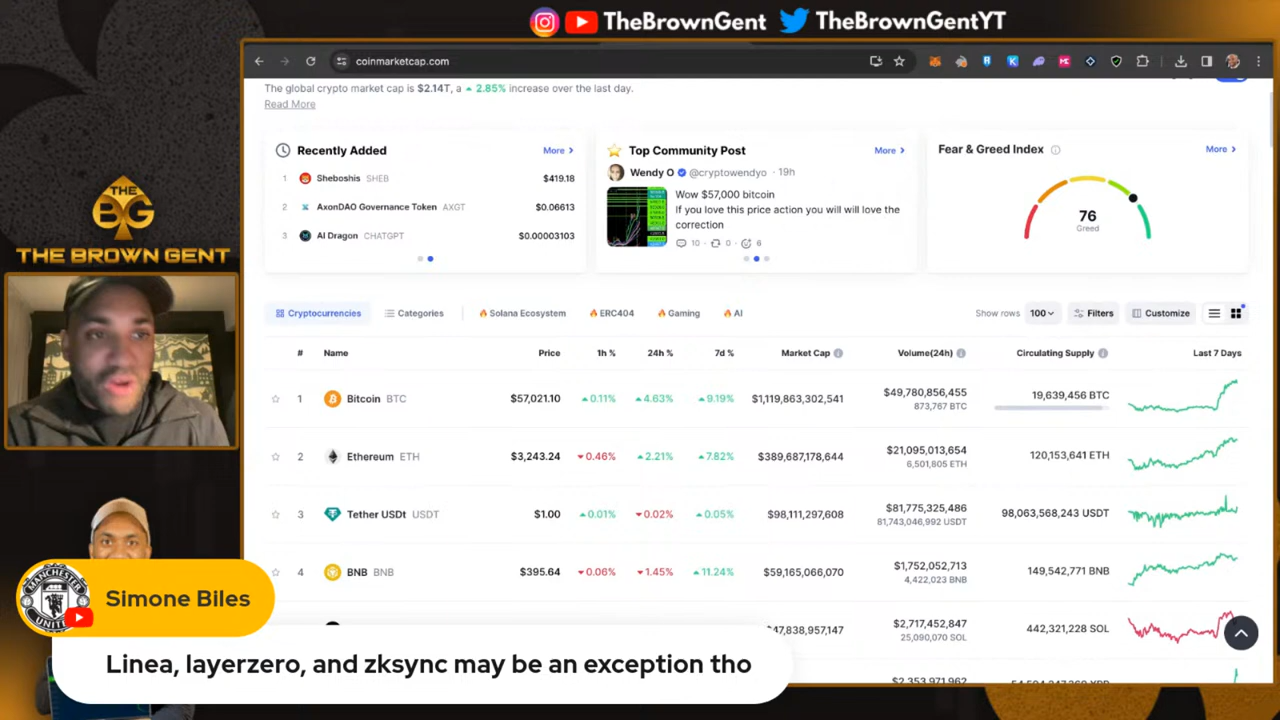 TheBrownGent TheBrownGentYT
coinmarketcap.com
The global crypto market cap is $2.14T, a 2.85% increase over the last day.
Read More
Recently Added
More >
1 Sheboshis SHEB $419.18
2 AxonDAO Governance Token AXGT $0.06613
3 AI Dragon CHATGPT $0.00003103
Top Community Post
More >
Wendy O @cryptowendyo · 19h
Wow $57,000 bitcoin
If you love this price action you will will love the
correction
10 0 6
Fear & Greed Index
More >
76
Greed
Cryptocurrencies Categories Solana Ecosystem ERC404 Gaming AI Show rows 100 Filters Customize
# Name Price 1h % 24h % 7d % Market Cap Volume(24h) Circulating Supply Last 7 Days
1 Bitcoin BTC $57,021.10 0.11% 4.63% 9.19% $1,119,863,302,541 $49,780,856,455 19,639,456 BTC
873,767 BTC
2 Ethereum ETH $3,243.24 0.46% 2.21% 7.82% $389,687,178,644 $21,095,013,654 120,153,641 ETH
6,501,805 ETH
3 Tether USDt USDT $1.00 0.01% 0.02% 0.05% $98,111,297,608 $81,775,325,486 98,063,568,243 USDT
81,743,046,992 USDT
4 BNB BNB $395.64 0.06% 1.45% 11.24% $59,165,066,070 $1,752,052,713 149,542,771 BNB
4,422,023 BNB
$47,838,957,147 $2,717,452,847 442,321,228 SOL
25,090,070 SOL
THE
BG
THE BROWN GENT
MANCHESTER
UNITED
Simone Biles
Linea, layerzero, and zksync may be an exception tho